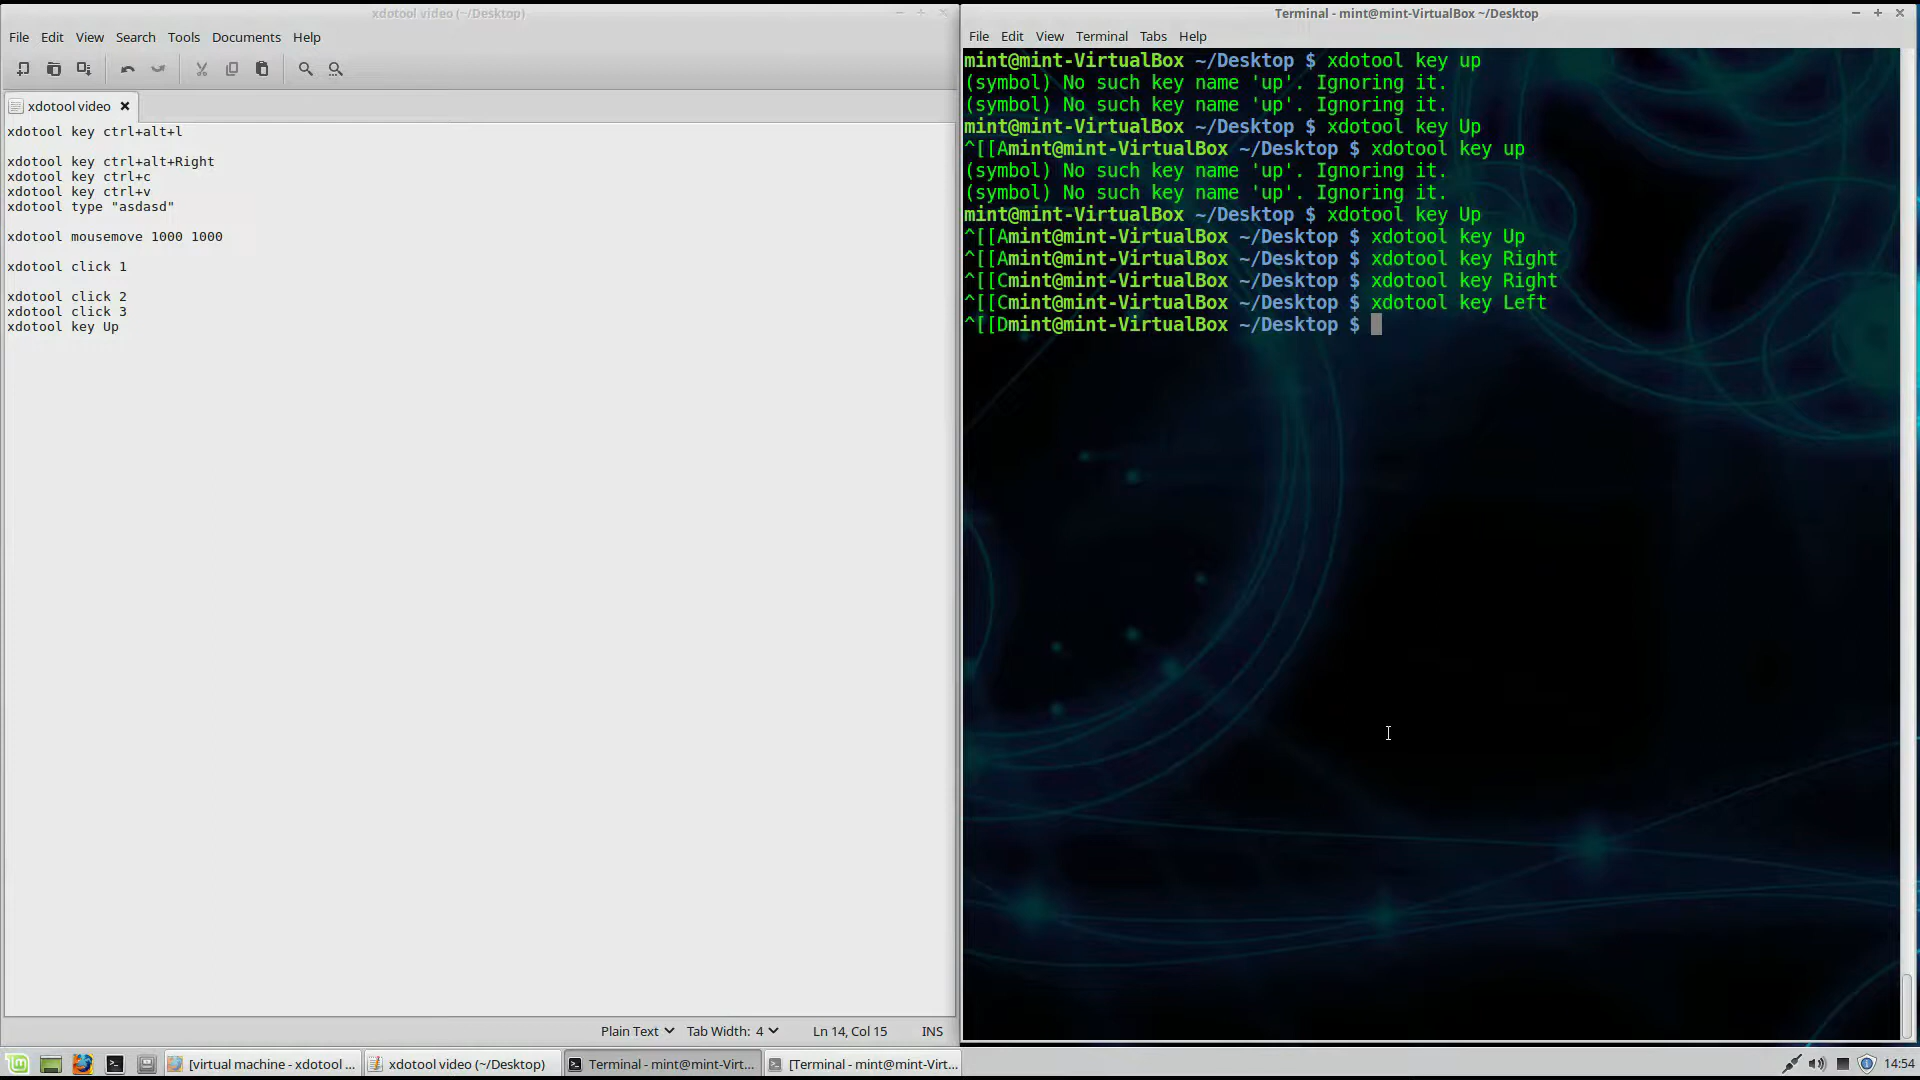 xdotool video (~/Desktop)
File Edit View Search Tools Documents Help
xdotool video
xdotool key ctrl+alt+l
xdotool key ctrl+alt+Right
xdotool key ctrl+c
xdotool key ctrl+v
xdotool type "asdasd"
xdotool mousemove 1000 1000
xdotool click 1
xdotool click 2
xdotool click 3
xdotool key Up
Plain Text Tab Width: 4 Ln 14, Col 15 INS
Terminal - mint@mint-VirtualBox ~/Desktop
File Edit View Terminal Tabs Help
mint@mint-VirtualBox ~/Desktop $ xdotool key up
(symbol) No such key name 'up'. Ignoring it.
(symbol) No such key name 'up'. Ignoring it.
mint@mint-VirtualBox ~/Desktop $ xdotool key Up
^[[Amint@mint-VirtualBox ~/Desktop $ xdotool key up
(symbol) No such key name 'up'. Ignoring it.
(symbol) No such key name 'up'. Ignoring it.
mint@mint-VirtualBox ~/Desktop $ xdotool key Up
^[[Amint@mint-VirtualBox ~/Desktop $ xdotool key Up
^[[Amint@mint-VirtualBox ~/Desktop $ xdotool key Right
^[[Cmint@mint-VirtualBox ~/Desktop $ xdotool key Right
^[[Cmint@mint-VirtualBox ~/Desktop $ xdotool key Left
^[[Dmint@mint-VirtualBox ~/Desktop $
[virtual machine - xdotool ... xdotool video (~/Desktop) Terminal - mint@mint-Virt... [Terminal - mint@mint-Virt... 14:54